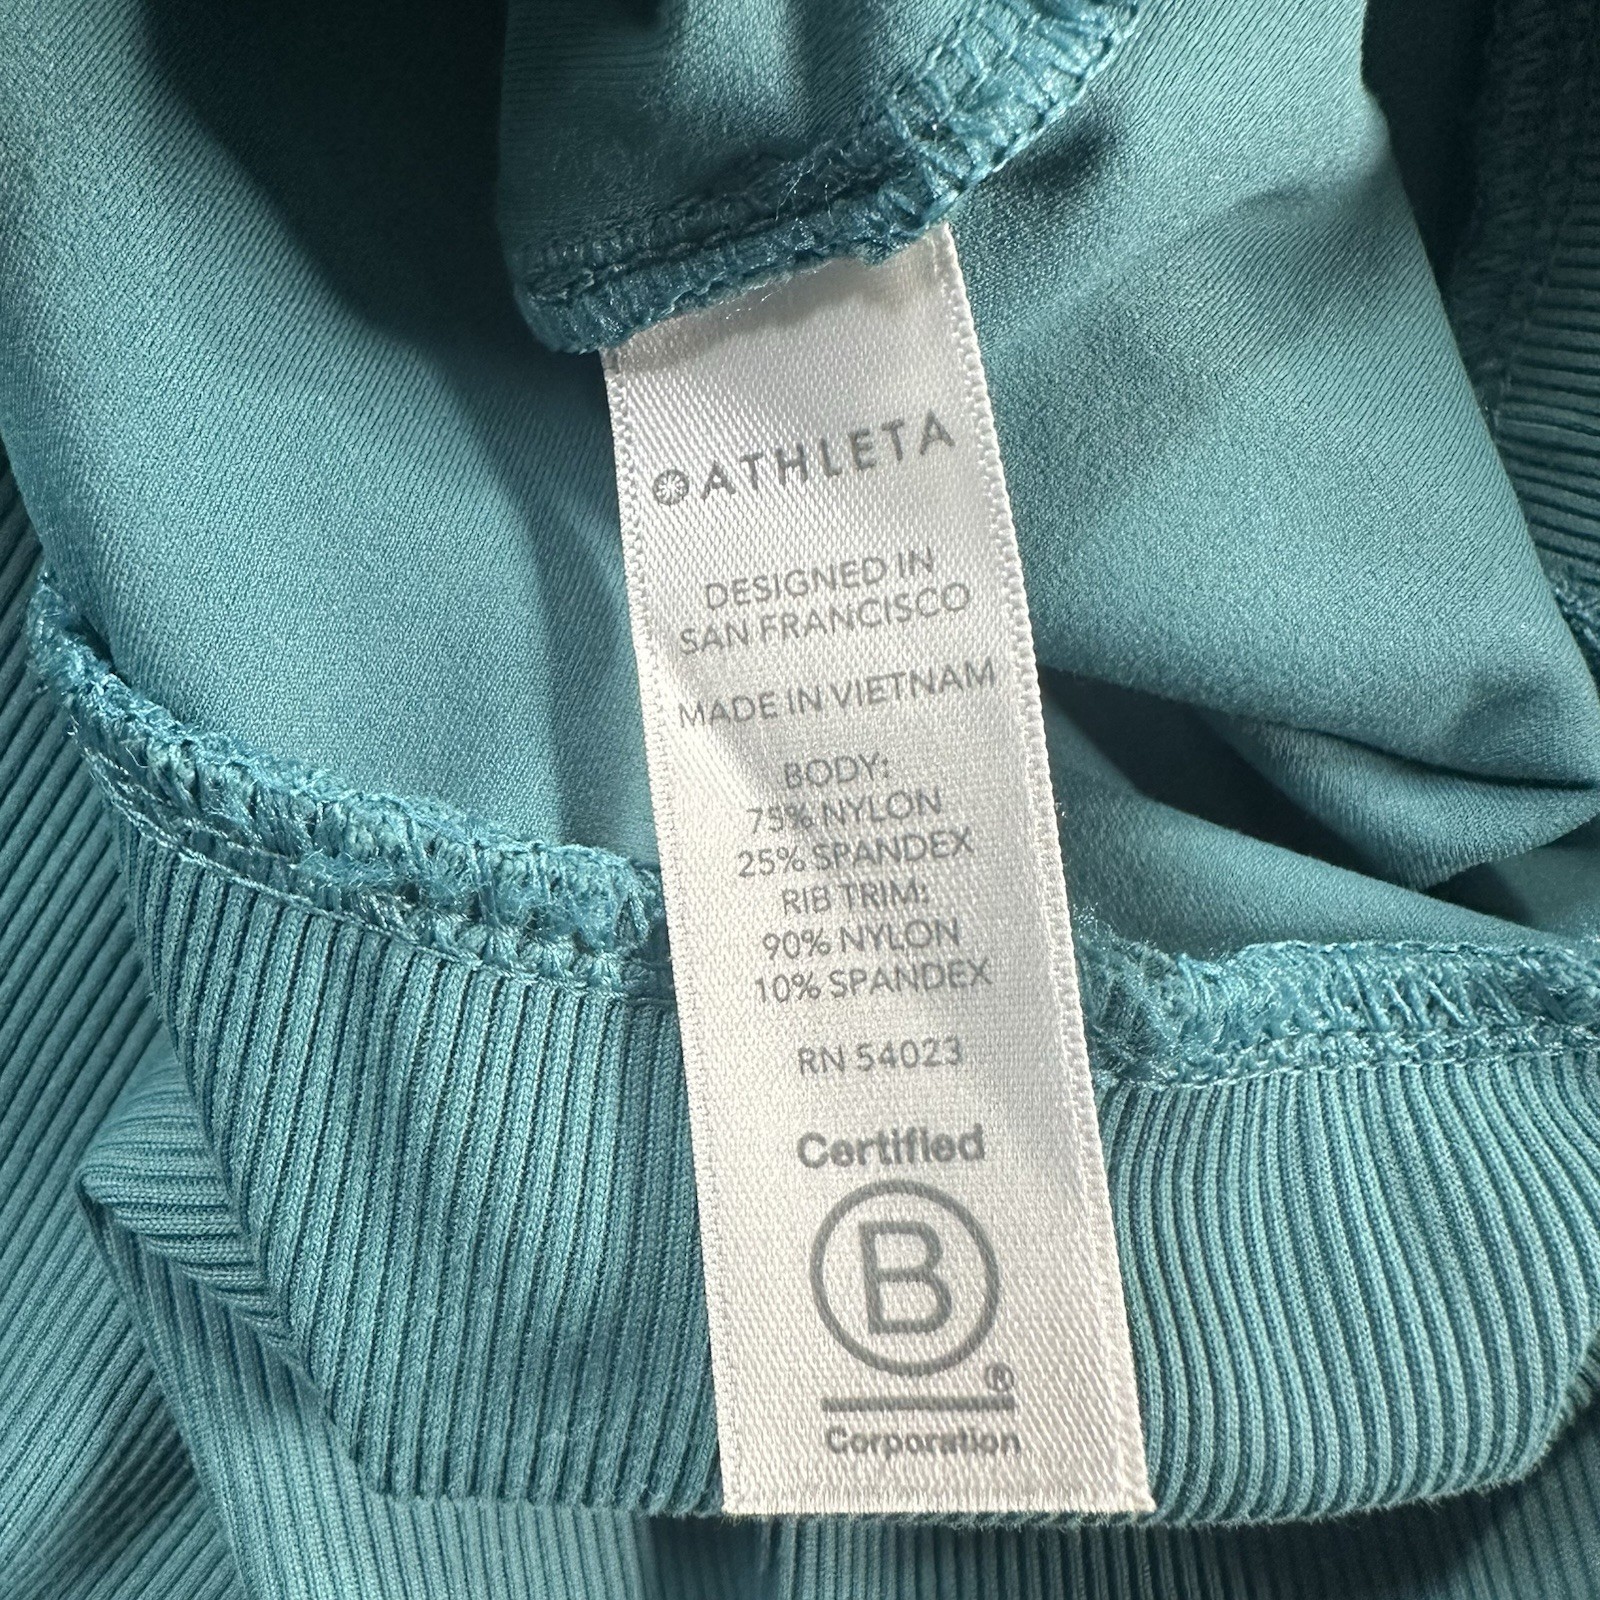 ATHLETA
DESIGNED IN
SAN FRANCISCO
MADE IN VIETNAM
BODY:
75% NYLON
25% SPANDEX
RIB TRIM:
90% NYLON
10% SPANDEX
RN 54023
Certified
B
®
Corporation